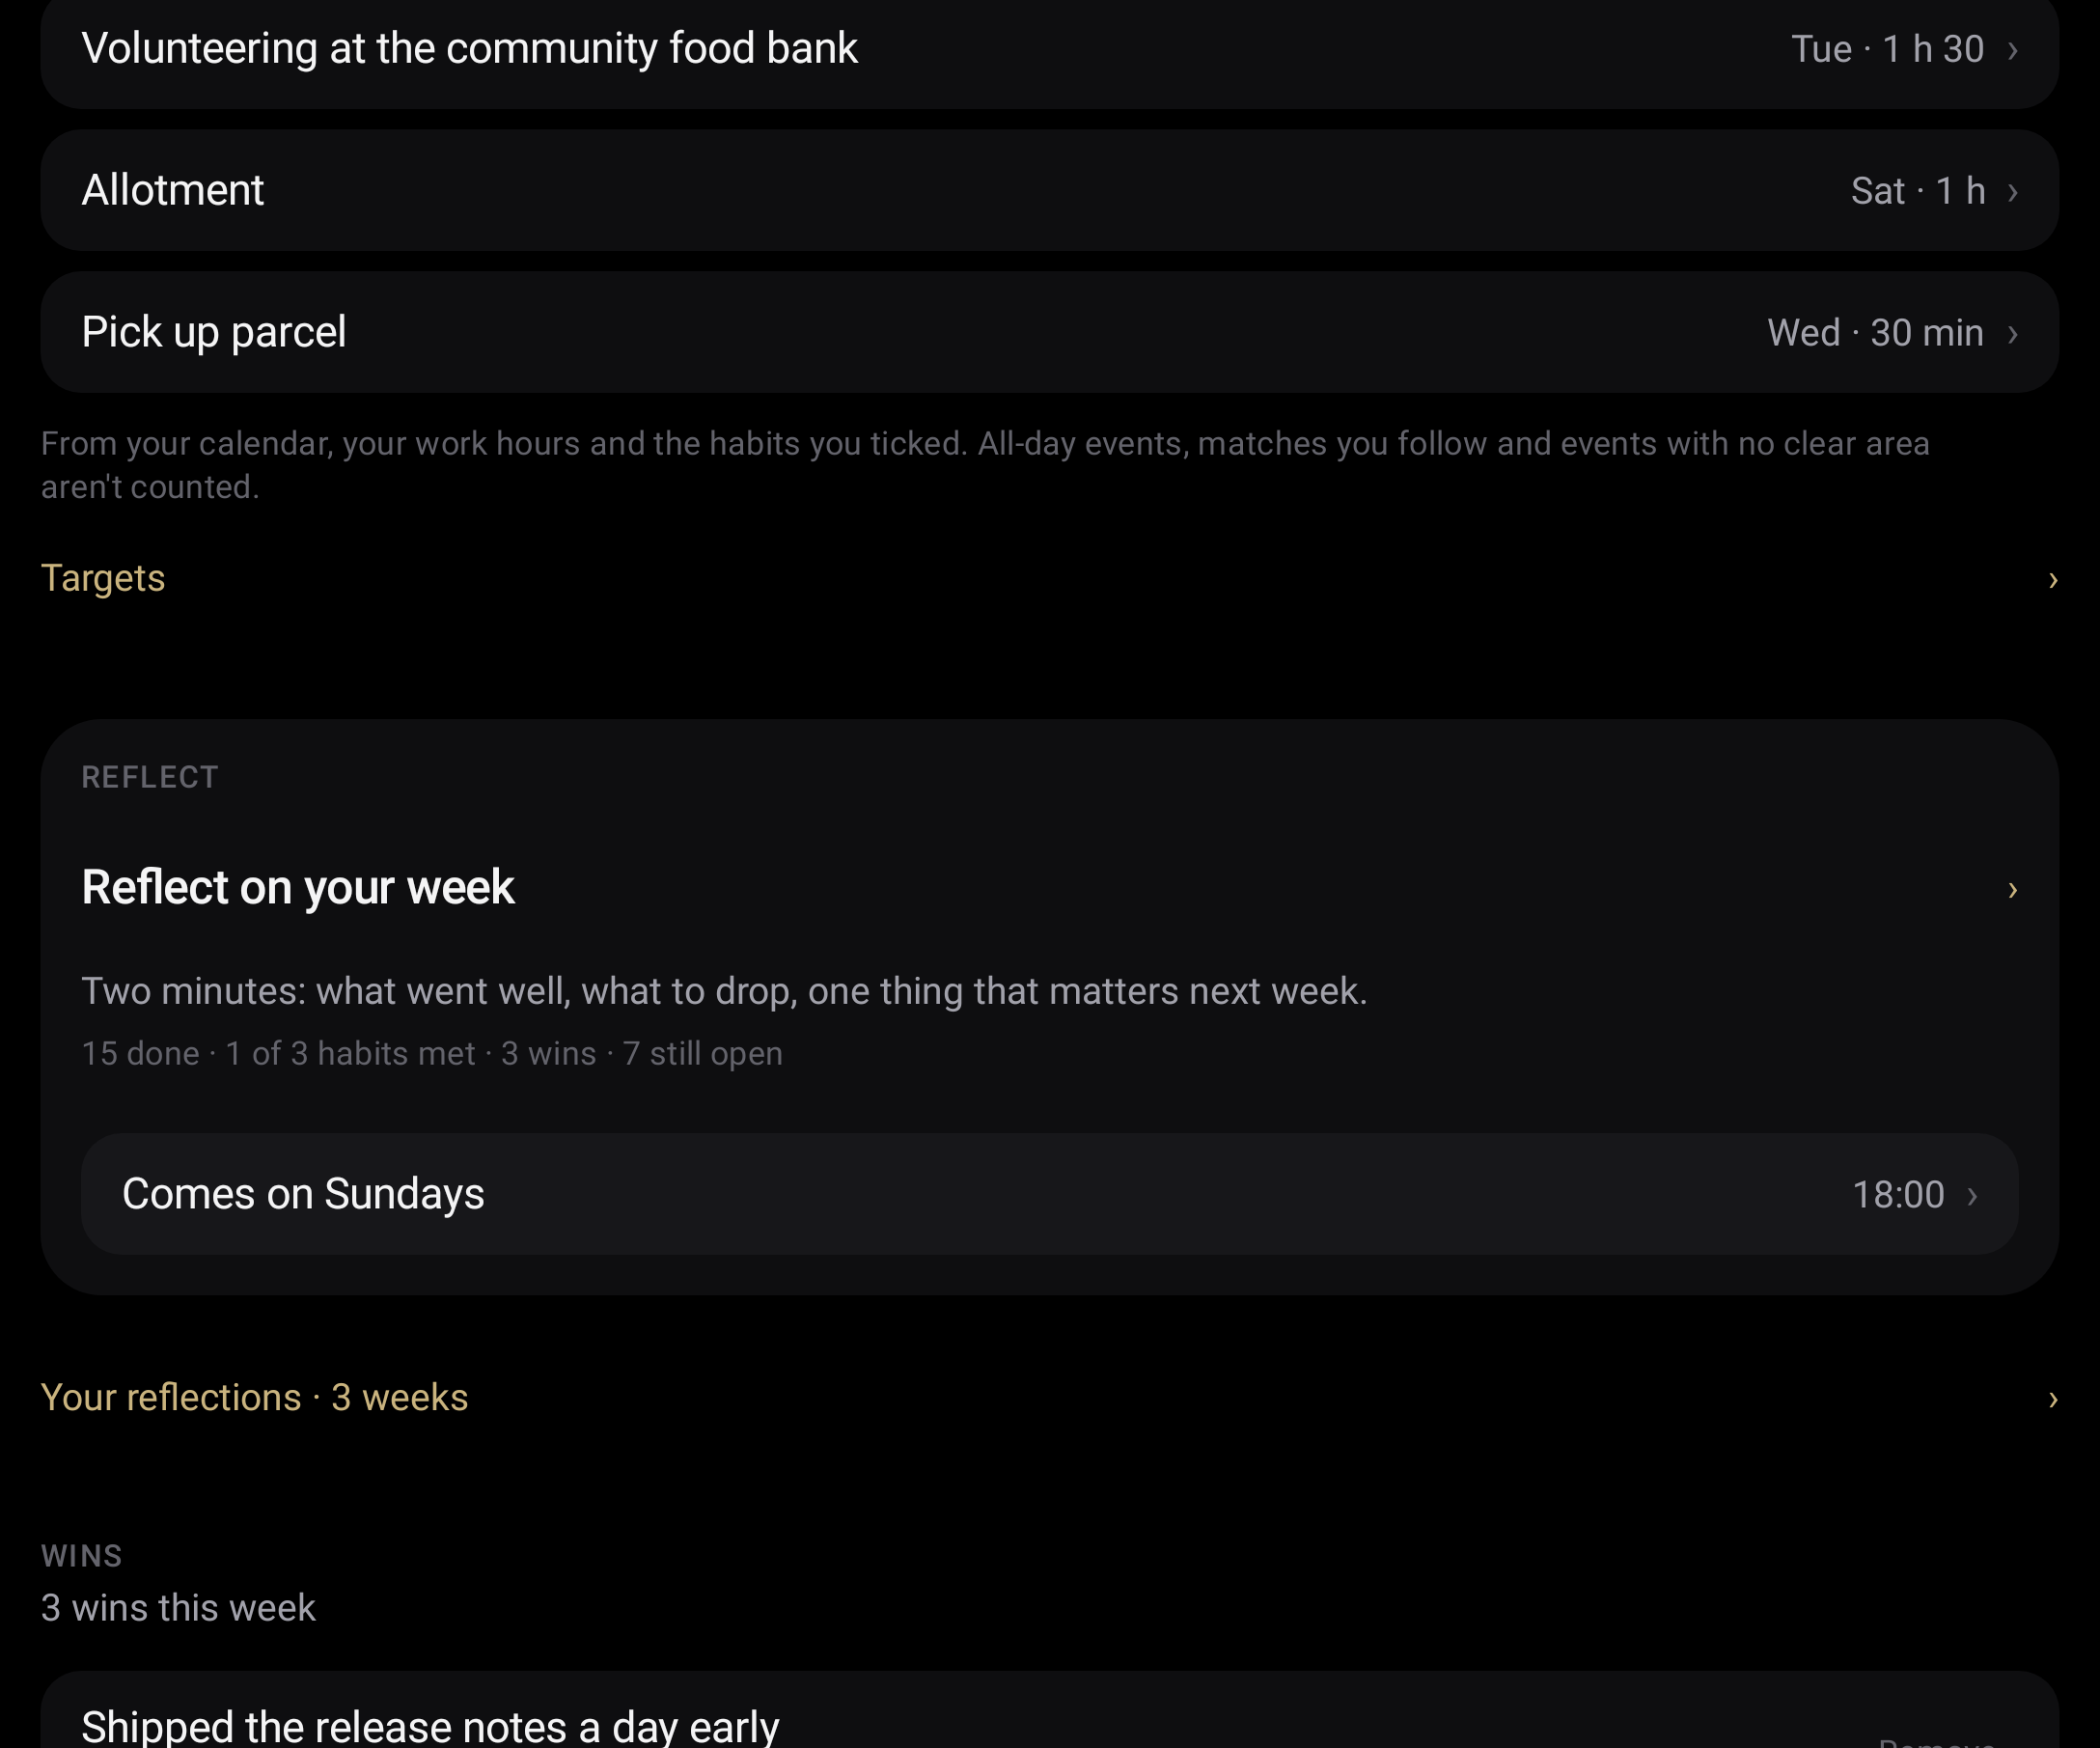 Volunteering at the community food bank
Tue · 1 h 30 ›
Allotment
Sat · 1 h ›
Pick up parcel
Wed · 30 min ›
From your calendar, your work hours and the habits you ticked. All-day events, matches you follow and events with no clear area
aren't counted.
Targets ›
REFLECT
Reflect on your week ›
Two minutes: what went well, what to drop, one thing that matters next week.
15 done · 1 of 3 habits met · 3 wins · 7 still open
Comes on Sundays
18:00 ›
Your reflections · 3 weeks ›
WINS
3 wins this week
Shipped the release notes a day early
Remove